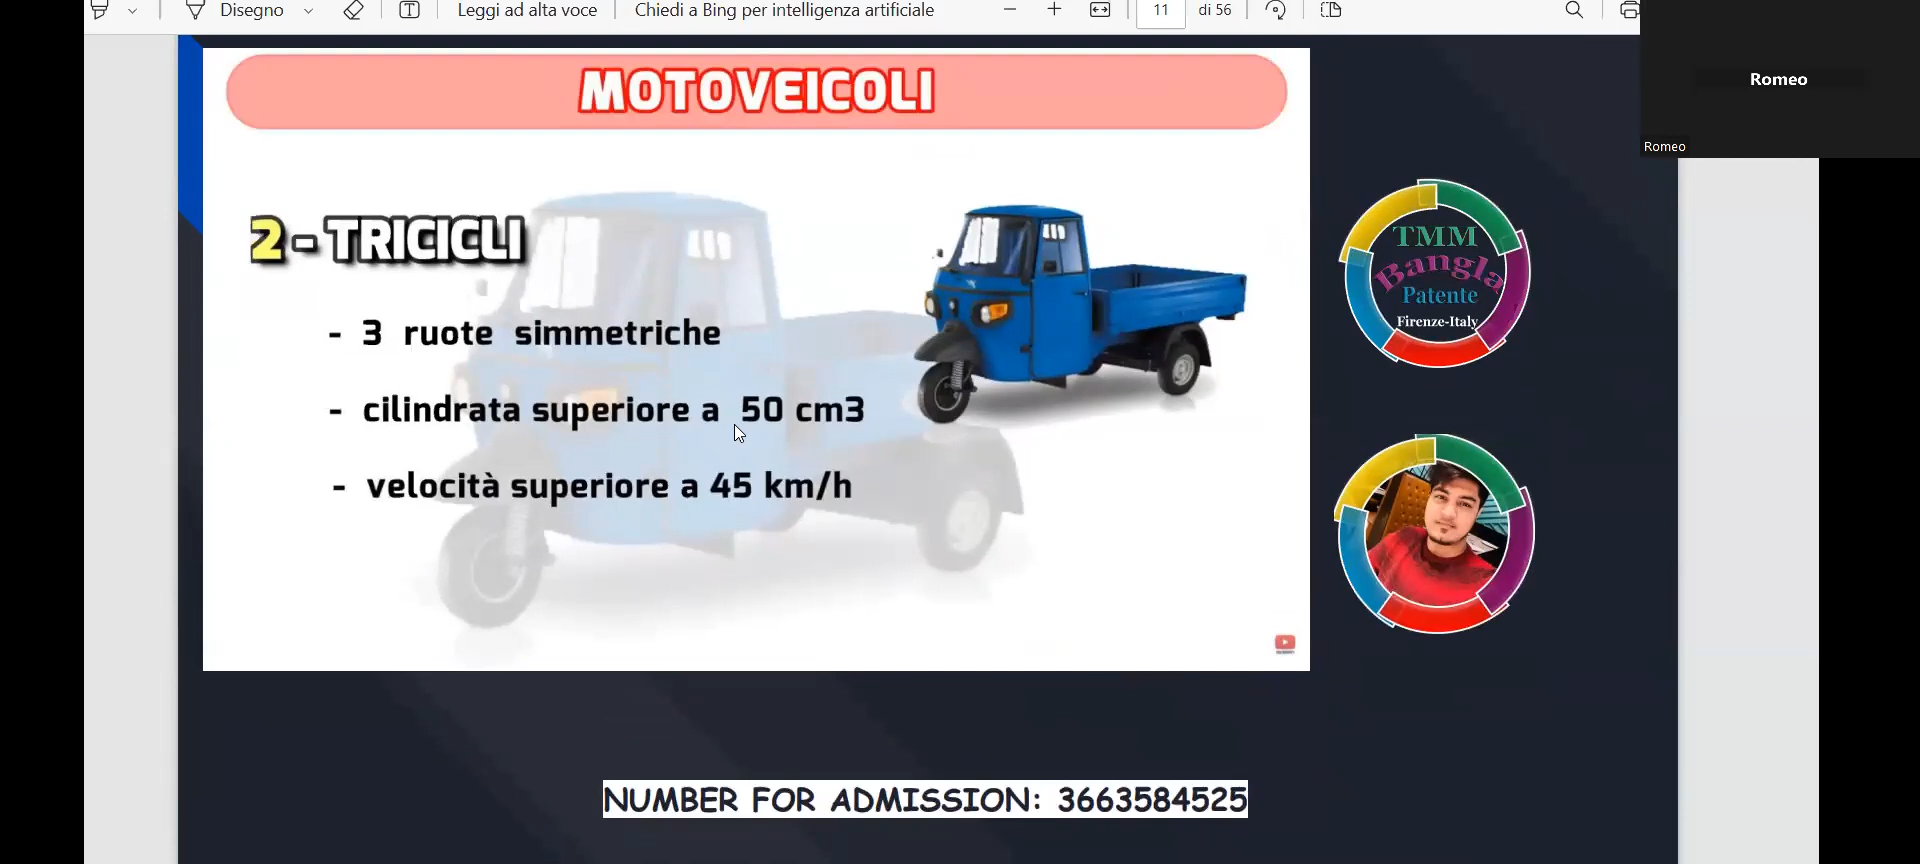 Disegno
Leggi ad alta voce
Chiedi a Bing per intelligenza artificiale
11 di 56
Romeo
Romeo
MOTOVEICOLI
2 - TRICICLI
- 3 ruote simmetriche
- cilindrata superiore a 50 cm3
- velocità superiore a 45 km/h
TMM
Bangla
Patente
Firenze-Italy
NUMBER FOR ADMISSION: 3663584525